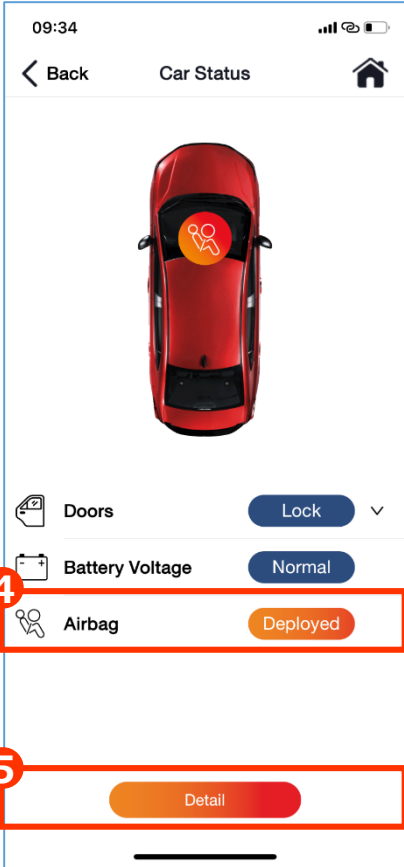 09:34
Back Car Status
Doors Lock
- +
Battery Voltage Normal
4
Airbag Deployed
5
Detail